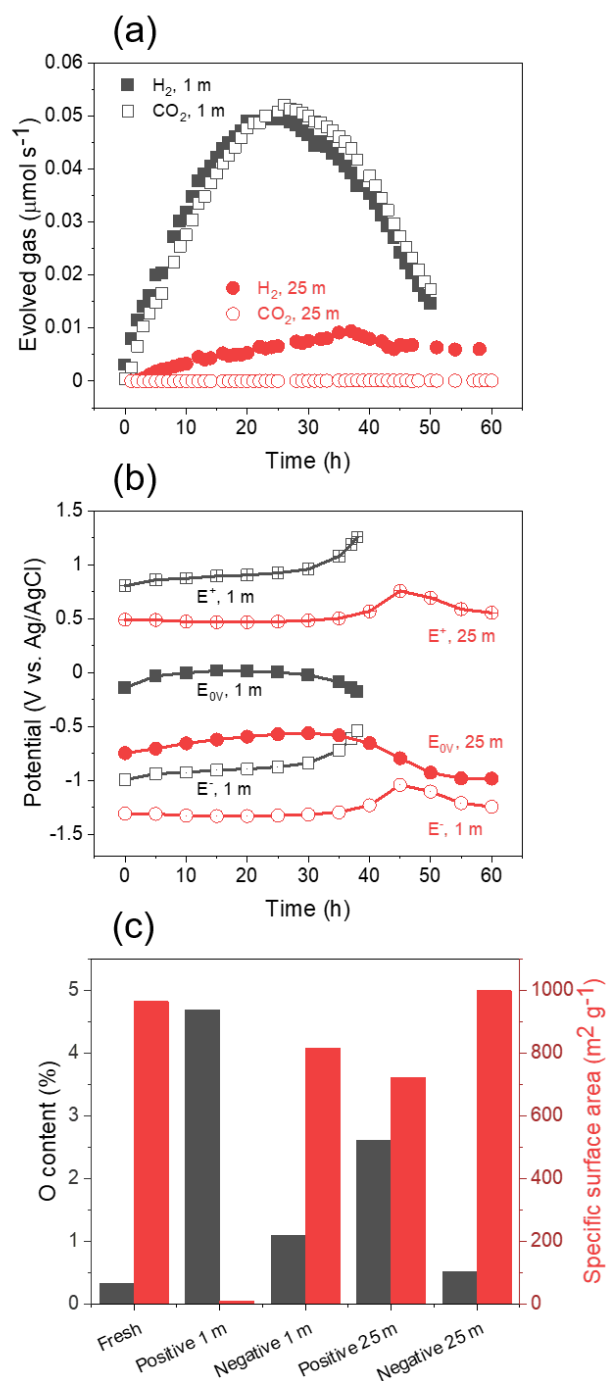 (a)
0.06
0.05
0.04
0.03
0.02
0.01
0
H₂, 1 m
CO₂, 1 m
H₂, 25 m
CO₂, 25 m
Evolved gas (μmol s⁻¹)
0 10 20 30 40 50 60
Time (h)
(b)
1.5
1
0.5
0
-0.5
-1
-1.5
E⁺, 1 m
E⁺, 25 m
E₀ᵥ, 1 m
E₀ᵥ, 25 m
E⁻, 1 m
E⁻, 1 m
Potential (V vs. Ag/AgCl)
0 10 20 30 40 50 60
Time (h)
(c)
5
4
3
2
1
0
O content (%)
1000
800
600
400
200
0
Specific surface area (m² g⁻¹)
Fresh
Positive 1 m
Negative 1 m
Positive 25 m
Negative 25 m